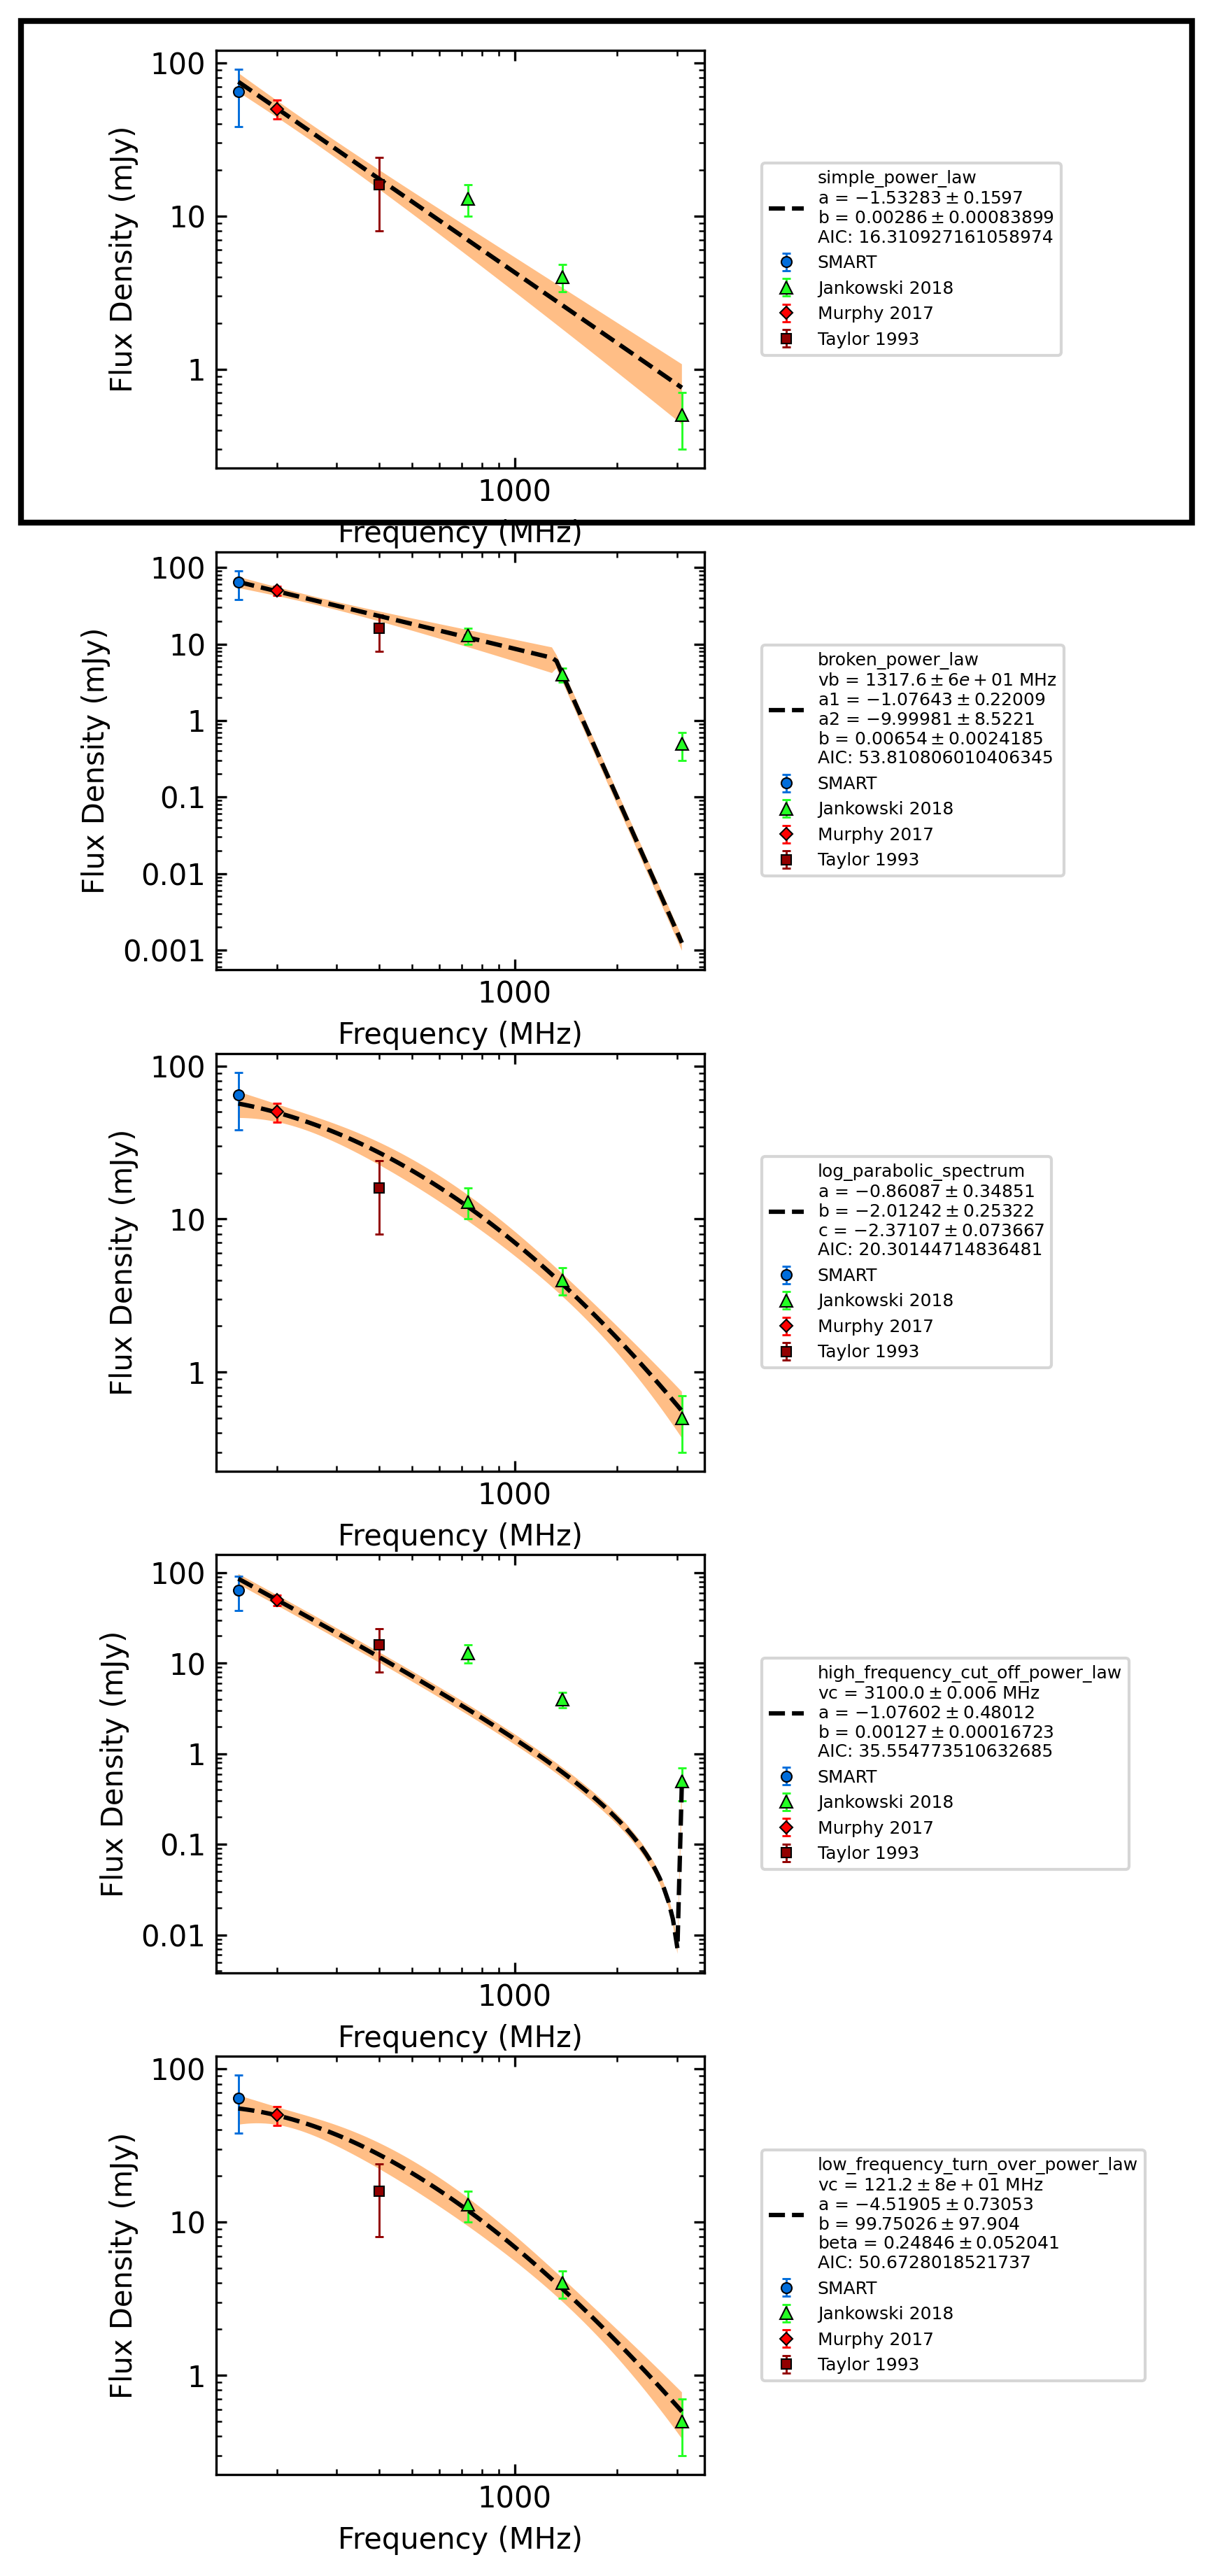 100
10
1
Flux Density (mJy)
1000
Frequency (MHz)
simple_power_law
a = −1.53283 ± 0.1597
b = 0.00286 ± 0.00083899
AIC: 16.310927161058974
SMART
Jankowski 2018
Murphy 2017
Taylor 1993
100
10
1
0.1
0.01
0.001
Flux Density (mJy)
1000
Frequency (MHz)
broken_power_law
vb = 1317.6 ± 6e + 01 MHz
a1 = −1.07643 ± 0.22009
a2 = −9.99981 ± 8.5221
b = 0.00654 ± 0.0024185
AIC: 53.810806010406345
SMART
Jankowski 2018
Murphy 2017
Taylor 1993
100
10
1
Flux Density (mJy)
1000
Frequency (MHz)
log_parabolic_spectrum
a = −0.86087 ± 0.34851
b = −2.01242 ± 0.25322
c = −2.37107 ± 0.073667
AIC: 20.30144714836481
SMART
Jankowski 2018
Murphy 2017
Taylor 1993
100
10
1
0.1
0.01
Flux Density (mJy)
1000
Frequency (MHz)
high_frequency_cut_off_power_law
vc = 3100.0 ± 0.006 MHz
a = −1.07602 ± 0.48012
b = 0.00127 ± 0.00016723
AIC: 35.554773510632685
SMART
Jankowski 2018
Murphy 2017
Taylor 1993
100
10
1
Flux Density (mJy)
1000
Frequency (MHz)
low_frequency_turn_over_power_law
vc = 121.2 ± 8e + 01 MHz
a = −4.51905 ± 0.73053
b = 99.75026 ± 97.904
beta = 0.24846 ± 0.052041
AIC: 50.6728018521737
SMART
Jankowski 2018
Murphy 2017
Taylor 1993